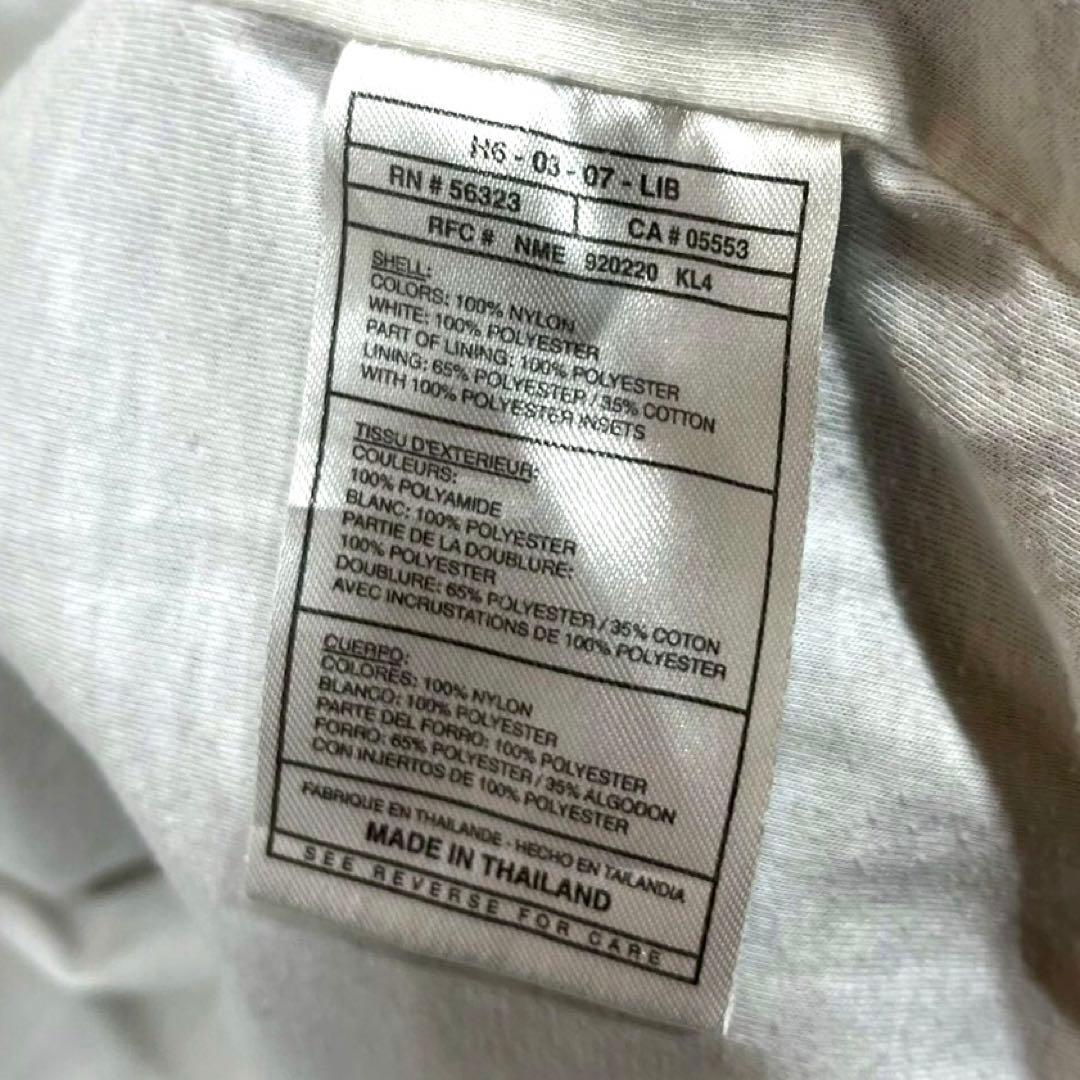 H6 - 03 - 07 - LIB
RN # 56323 CA # 05553
RFC # NME 920220 KL4
SHELL:
COLORS: 100% NYLON
WHITE: 100% POLYESTER
PART OF LINING: 100% POLYESTER
LINING: 65% POLYESTER / 35% COTTON
WITH 100% POLYESTER INSETS
TISSU D'EXTERIEUR:
COULEURS:
100% POLYAMIDE
BLANC: 100% POLYESTER
PARTIE DE LA DOUBLURE:
100% POLYESTER
DOUBLURE: 65% POLYESTER / 35% COTON
AVEC INCRUSTATIONS DE 100% POLYESTER
CUERPO:
COLORES: 100% NYLON
BLANCO: 100% POLYESTER
PARTE DEL FORRO: 100% POLYESTER
FORRO: 65% POLYESTER / 35% ALGODON
CON INJERTOS DE 100% POLYESTER
FABRIQUE EN THAILANDE - HECHO EN TAILANDIA
MADE IN THAILAND
SEE REVERSE FOR CARE